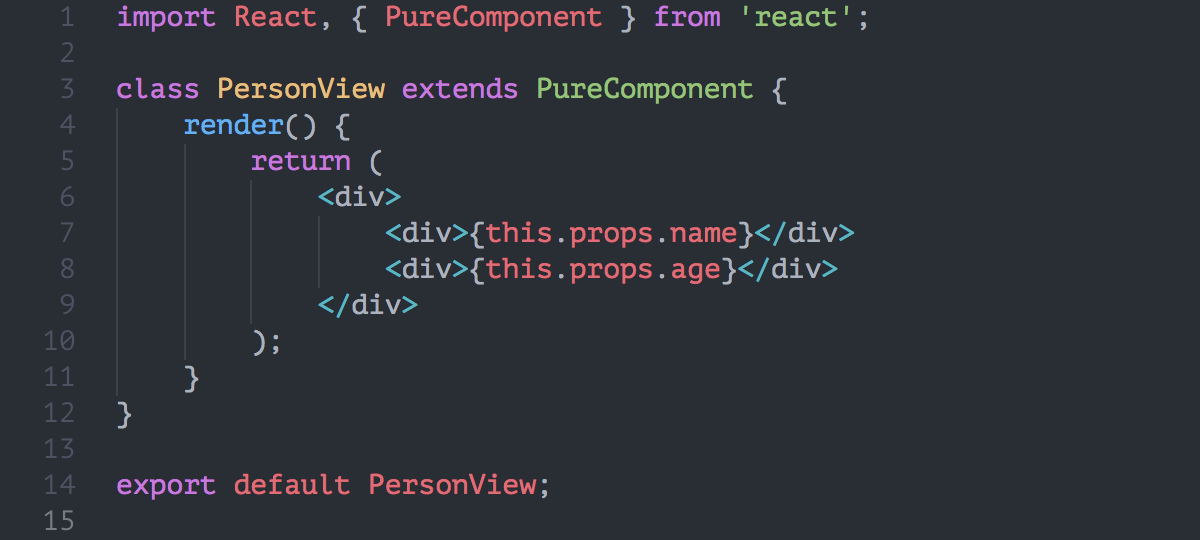 1 import React, { PureComponent } from 'react';
2
3 class PersonView extends PureComponent {
4     render() {
5         return (
6             <div>
7                 <div>{this.props.name}</div>
8                 <div>{this.props.age}</div>
9             </div>
10         );
11     }
12 }
13
14 export default PersonView;
15